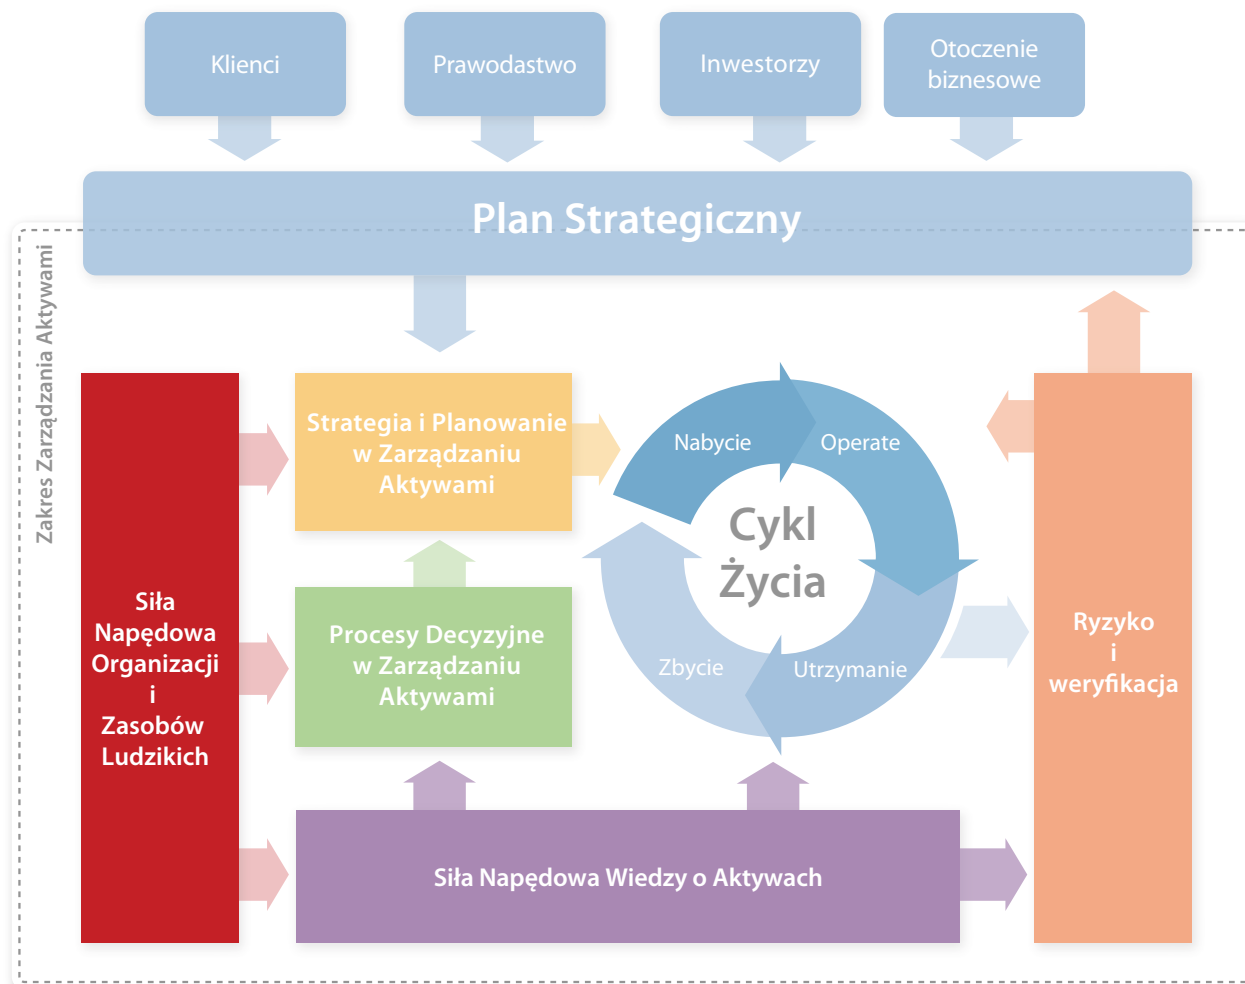 Klienci
Prawodastwo
Inwestorzy
Otoczenie
biznesowe
Plan Strategiczny
Zakres Zarządzania Aktywami
Siła
Napędowa
Organizacji
i
Zasobów
Ludzikich
Strategia i Planowanie
w Zarządzaniu
Aktywami
Procesy Decyzyjne
w Zarządzaniu
Aktywami
Nabycie
Operate
Cykl
Życia
Zbycie
Utrzymanie
Ryzyko
i
weryfikacja
Siła Napędowa Wiedzy o Aktywach